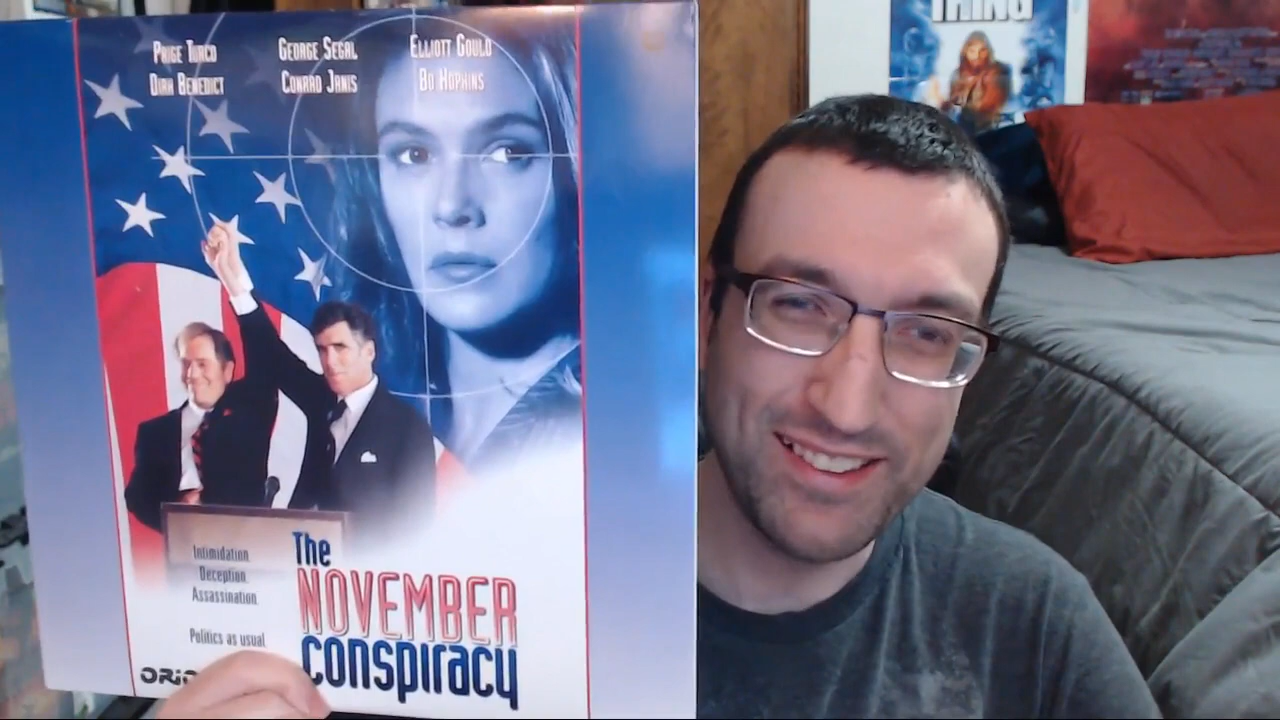 PAIGE TURCO
DIRK BENEDICT
GEORGE SEGAL
CONRAD JANIS
ELLIOTT GOULD
BO HOPKINS
Intimidation.
Deception.
Assassination.
Politics as usual.
The
NOVEMBER
CONSPIRACY
THING